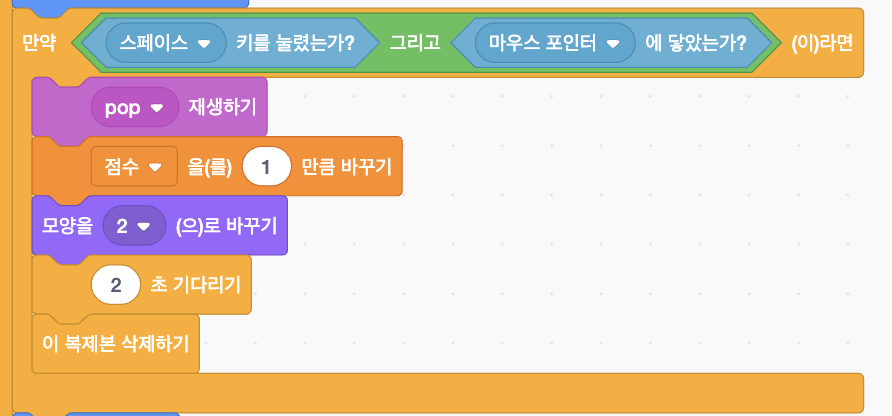 만약 스페이스 키를 눌렀는가? 그리고 마우스 포인터 에 닿았는가? (이)라면
pop 재생하기
점수 을(를) 1 만큼 바꾸기
모양을 2 (으)로 바꾸기
2 초 기다리기
이 복제본 삭제하기